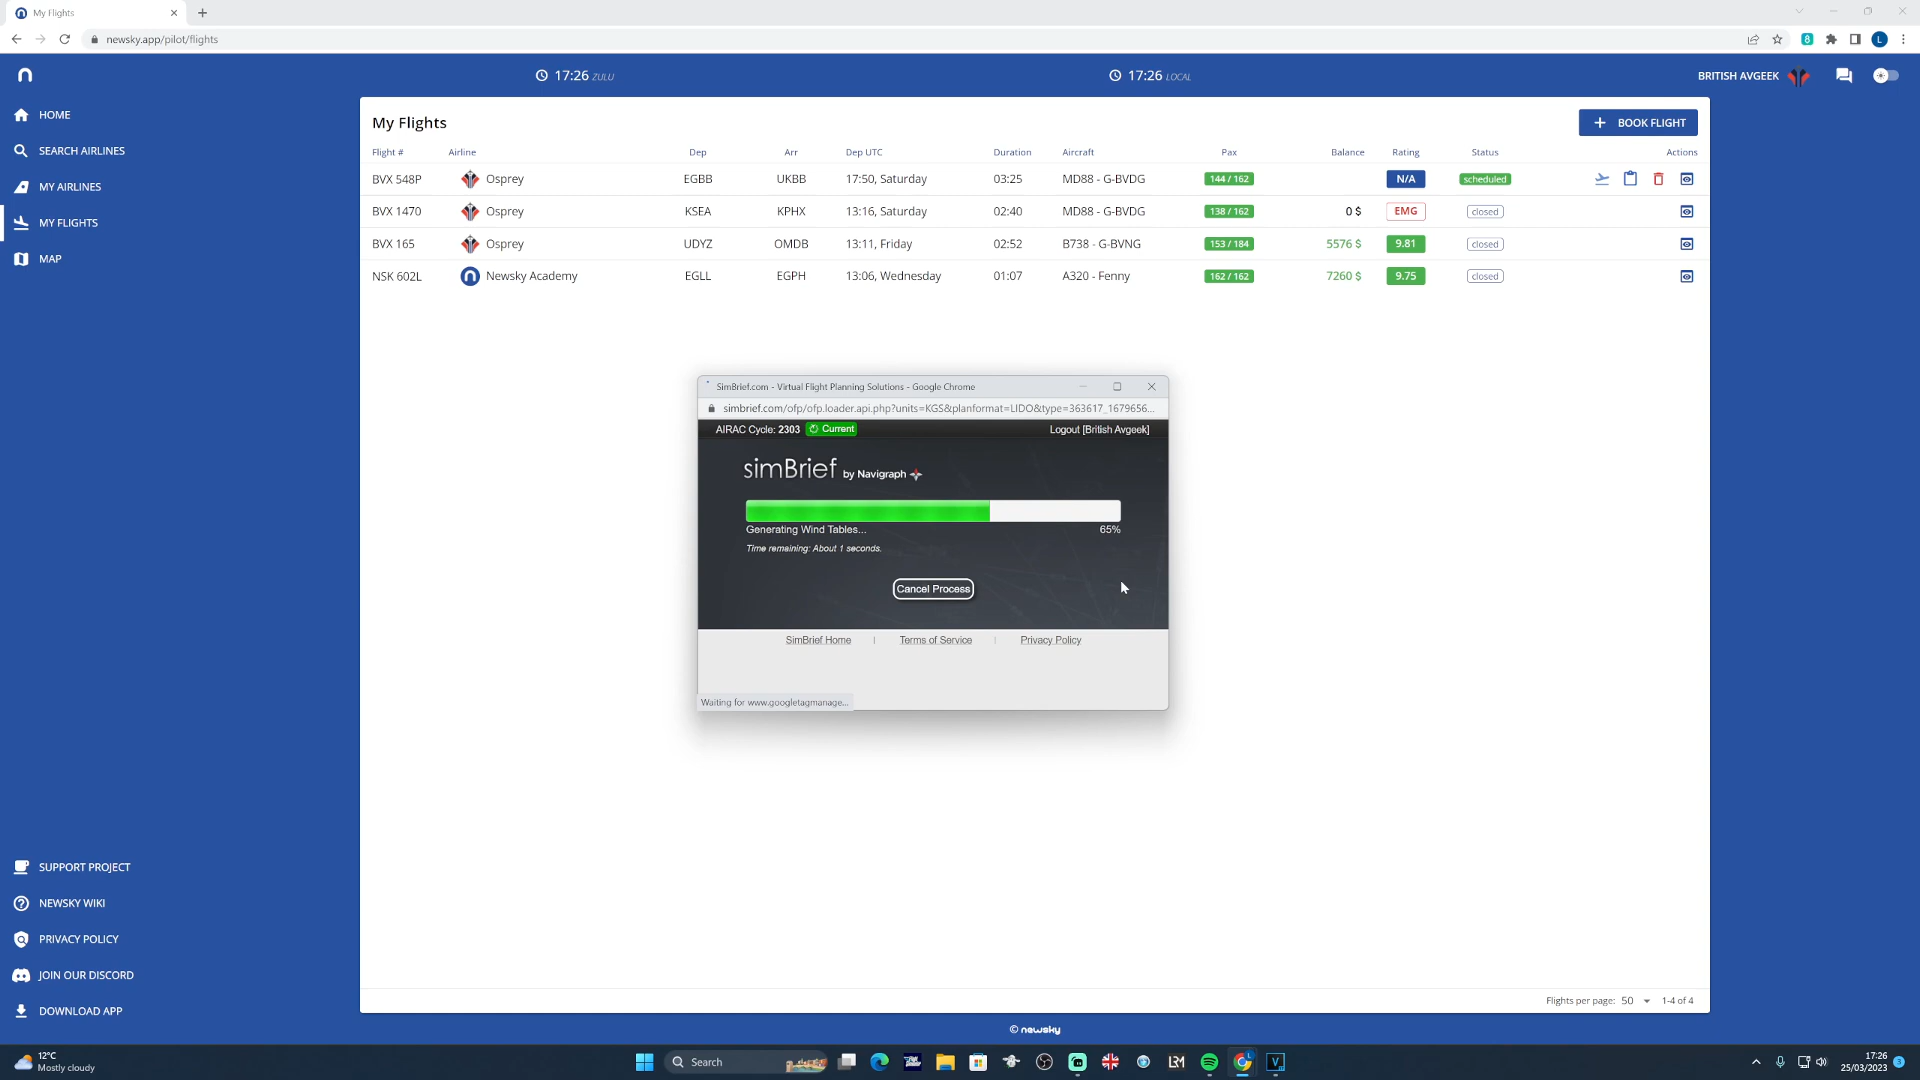 My Flights
newsky.app/pilot/flights
17:26 ZULU
17:26 LOCAL
BRITISH AVGEEK
HOME
SEARCH AIRLINES
MY AIRLINES
MY FLIGHTS
MAP
My Flights
BOOK FLIGHT
Flight # Airline Dep Arr Dep UTC Duration Aircraft Pax Balance Rating Status Actions
BVX 548P Osprey EGBB UKBB 17:50, Saturday 03:25 MD88 - G-BVDG 144 / 162 N/A scheduled
BVX 1470 Osprey KSEA KPHX 13:16, Saturday 02:40 MD88 - G-BVDG 138 / 162 0 $ EMG closed
BVX 165 Osprey UDYZ OMDB 13:11, Friday 02:52 B738 - G-BVNG 153 / 184 5576 $ 9.81 closed
NSK 602L Newsky Academy EGLL EGPH 13:06, Wednesday 01:07 A320 - Fenny 162 / 162 7260 $ 9.75 closed
SimBrief.com - Virtual Flight Planning Solutions - Google Chrome
simbrief.com/ofp/ofp.loader.api.php?units=KGS&planformat=LIDO&type=363617_1679656...
AIRAC Cycle: 2303 Current Logout [British Avgeek]
simBrief by Navigraph
Generating Wind Tables... 65%
Time remaining: About 1 seconds.
Cancel Process
SimBrief Home | Terms of Service | Privacy Policy
Waiting for www.googletagmanage...
SUPPORT PROJECT
NEWSKY WIKI
PRIVACY POLICY
JOIN OUR DISCORD
DOWNLOAD APP
Flights per page: 50 1-4 of 4
© newsky
12°C
Mostly cloudy
Search
LRM
17:26
25/03/2023
3